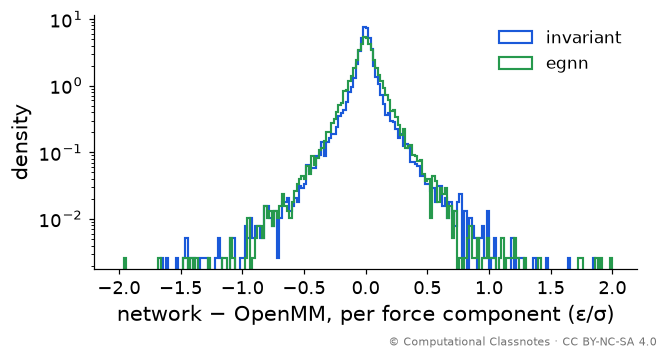 10¹
10⁰
10⁻¹
10⁻²
density
invariant
egnn
−2.0 −1.5 −1.0 −0.5 0.0 0.5 1.0 1.5 2.0
network − OpenMM, per force component (ε/σ)
© Computational Classnotes · CC BY-NC-SA 4.0